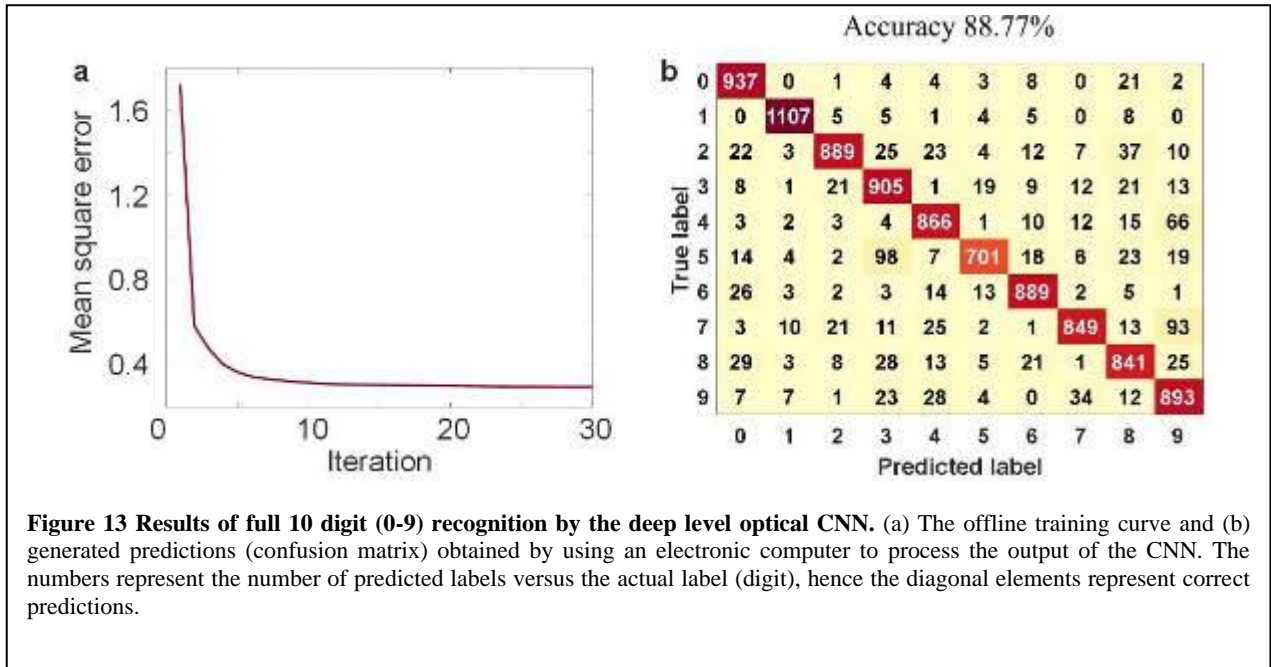 Accuracy 88.77%
a
Mean square error
1.6
1.2
0.8
0.4
0 10 20 30
Iteration
b
True label
0 937 0 1 4 4 3 8 0 21 2
1 0 1107 5 5 1 4 5 0 8 0
2 22 3 889 25 23 4 12 7 37 10
3 8 1 21 905 1 19 9 12 21 13
4 3 2 3 4 866 1 10 12 15 66
5 14 4 2 98 7 701 18 6 23 19
6 26 3 2 3 14 13 889 2 5 1
7 3 10 21 11 25 2 1 849 13 93
8 29 3 8 28 13 5 21 1 841 25
9 7 7 1 23 28 4 0 34 12 893
0 1 2 3 4 5 6 7 8 9
Predicted label
Figure 13 Results of full 10 digit (0-9) recognition by the deep level optical CNN. (a) The offline training curve and (b)
generated predictions (confusion matrix) obtained by using an electronic computer to process the output of the CNN. The
numbers represent the number of predicted labels versus the actual label (digit), hence the diagonal elements represent correct
predictions.